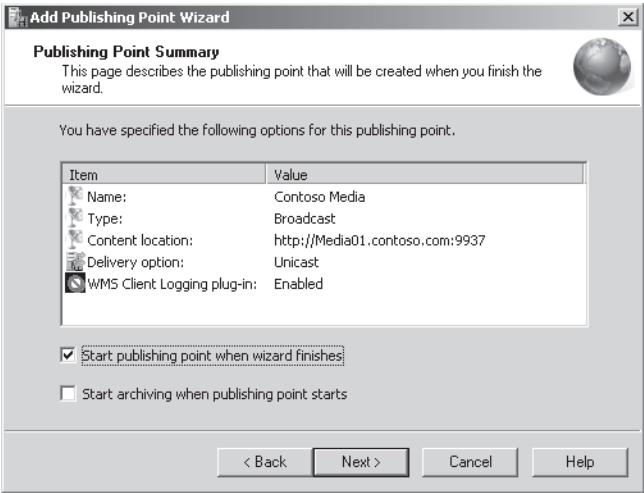 Add Publishing Point Wizard
Publishing Point Summary
This page describes the publishing point that will be created when you finish the
wizard.
You have specified the following options for this publishing point.
Item Value
Name: Contoso Media
Type: Broadcast
Content location: http://Media01.contoso.com:9937
Delivery option: Unicast
WMS Client Logging plug-in: Enabled
Start publishing point when wizard finishes
Start archiving when publishing point starts
< Back Next > Cancel Help